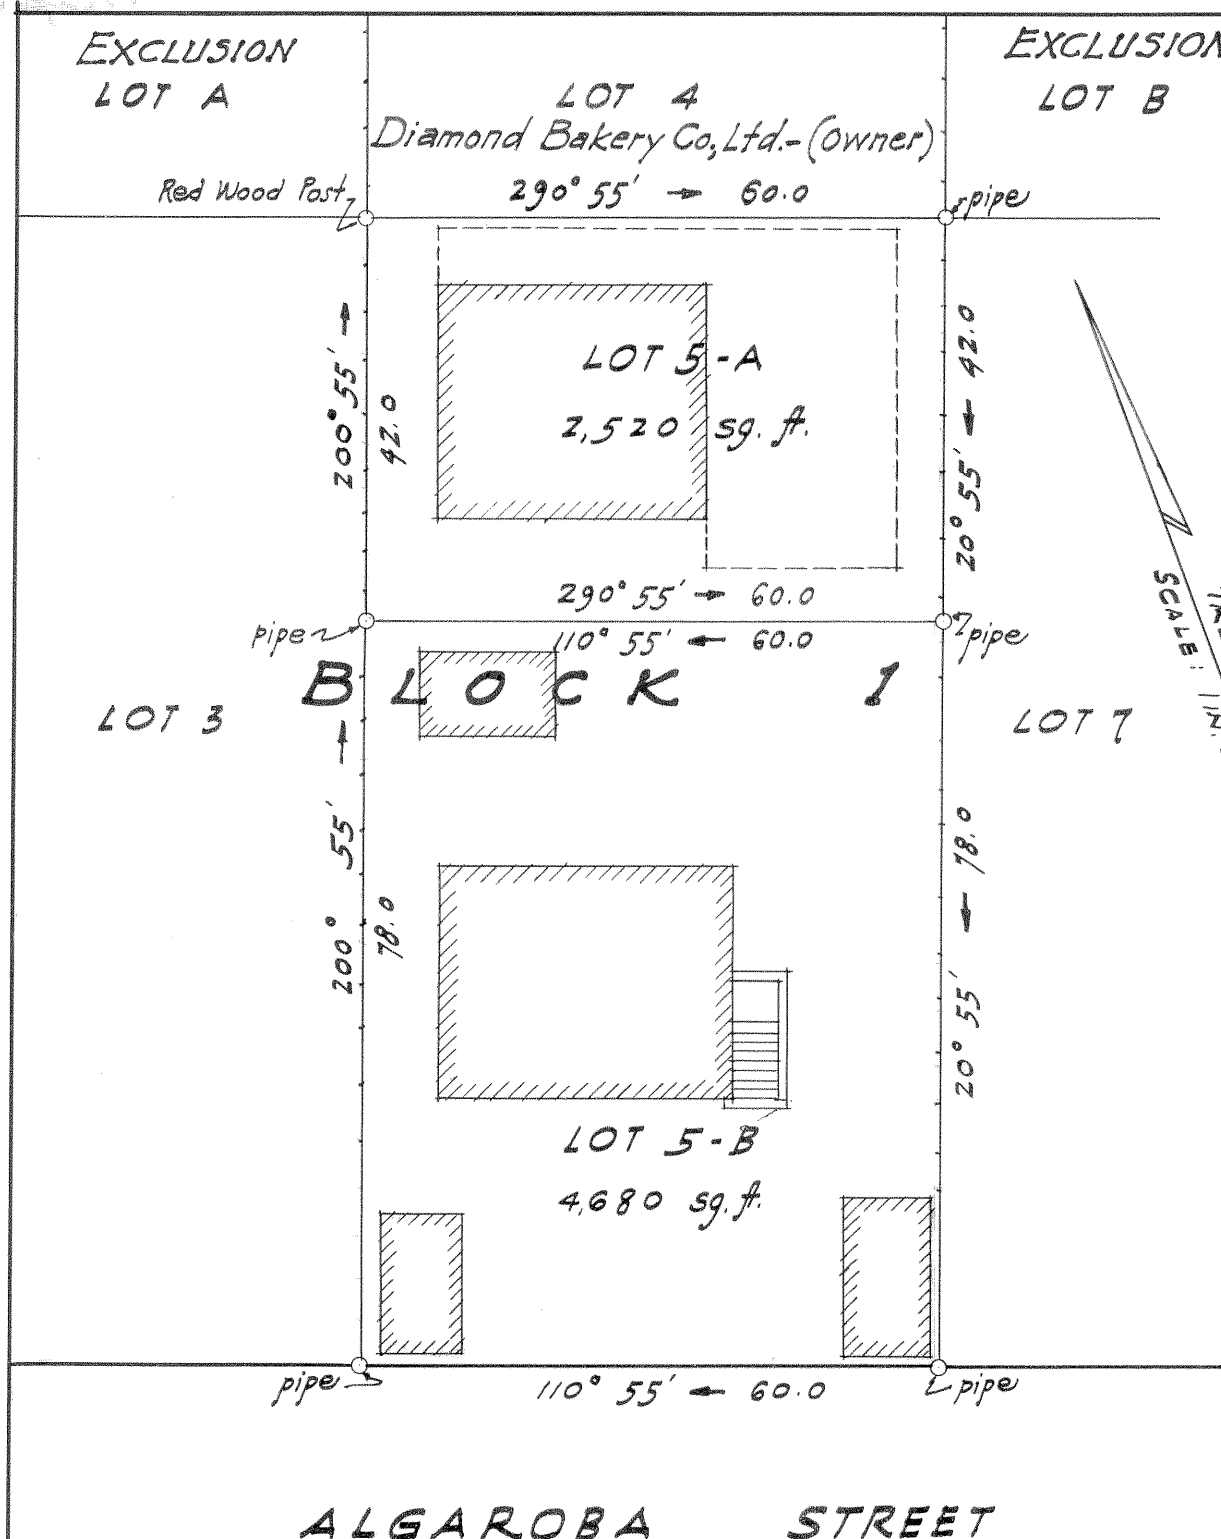 EXCLUSION
LOT A
EXCLUSION
LOT B
LOT 4
Diamond Bakery Co., Ltd. - (Owner)
Red Wood Post
290° 55' → 60.0
pipe
200° 55' →
42.0
LOT 5-A
2,520 sq. ft.
20° 55' ← 42.0
SCALE:
290° 55' → 60.0
pipe
110° 55' ← 60.0
pipe
BLOCK 1
LOT 3
LOT 7
200° 55' →
78.0
20° 55' ← 78.0
LOT 5-B
4,680 sq. ft.
pipe
110° 55' ← 60.0
pipe
ALGAROBA STREET